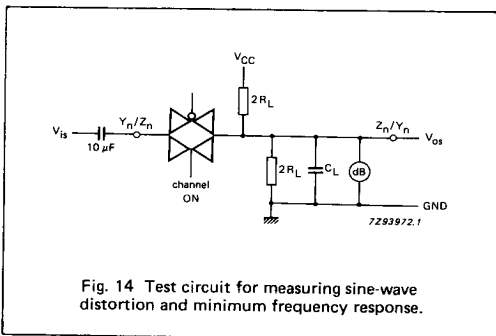 V_CC
2R_L
V_is
10 µF
Y_n/Z_n
channel
ON
2R_L
C_L
dB
Z_n/Y_n
V_os
GND
7Z93972.1
Fig. 14 Test circuit for measuring sine-wave
distortion and minimum frequency response.